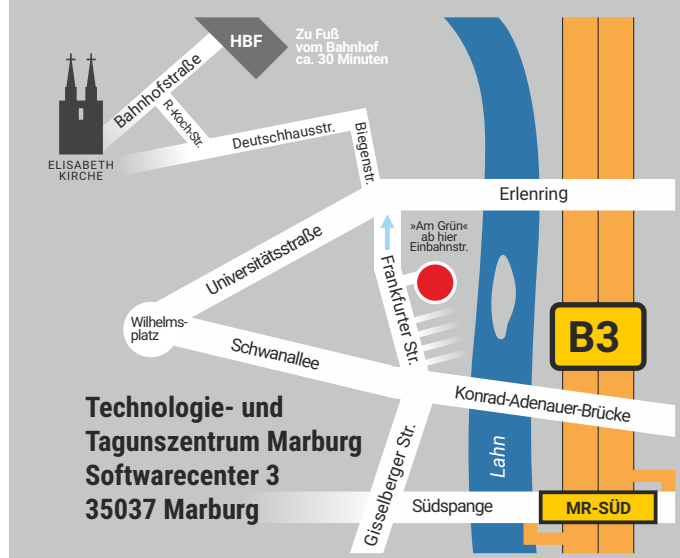 HBF
Zu Fuß
vom Bahnhof
ca. 30 Minuten
Bahnhofstraße
R-Koch-Str.
Deutschhausstr.
Biegenstr.
ELISABETH
KIRCHE
Erlenring
»Am Grün«
ab hier
Einbahnstr.
Universitätsstraße
Frankfurter Str.
Wilhelms-
platz
Schwanallee
B3
Konrad-Adenauer-Brücke
Technologie- und
Tagunszentrum Marburg
Softwarecenter 3
35037 Marburg
Gisselberger Str.
Lahn
Südspange
MR-SÜD